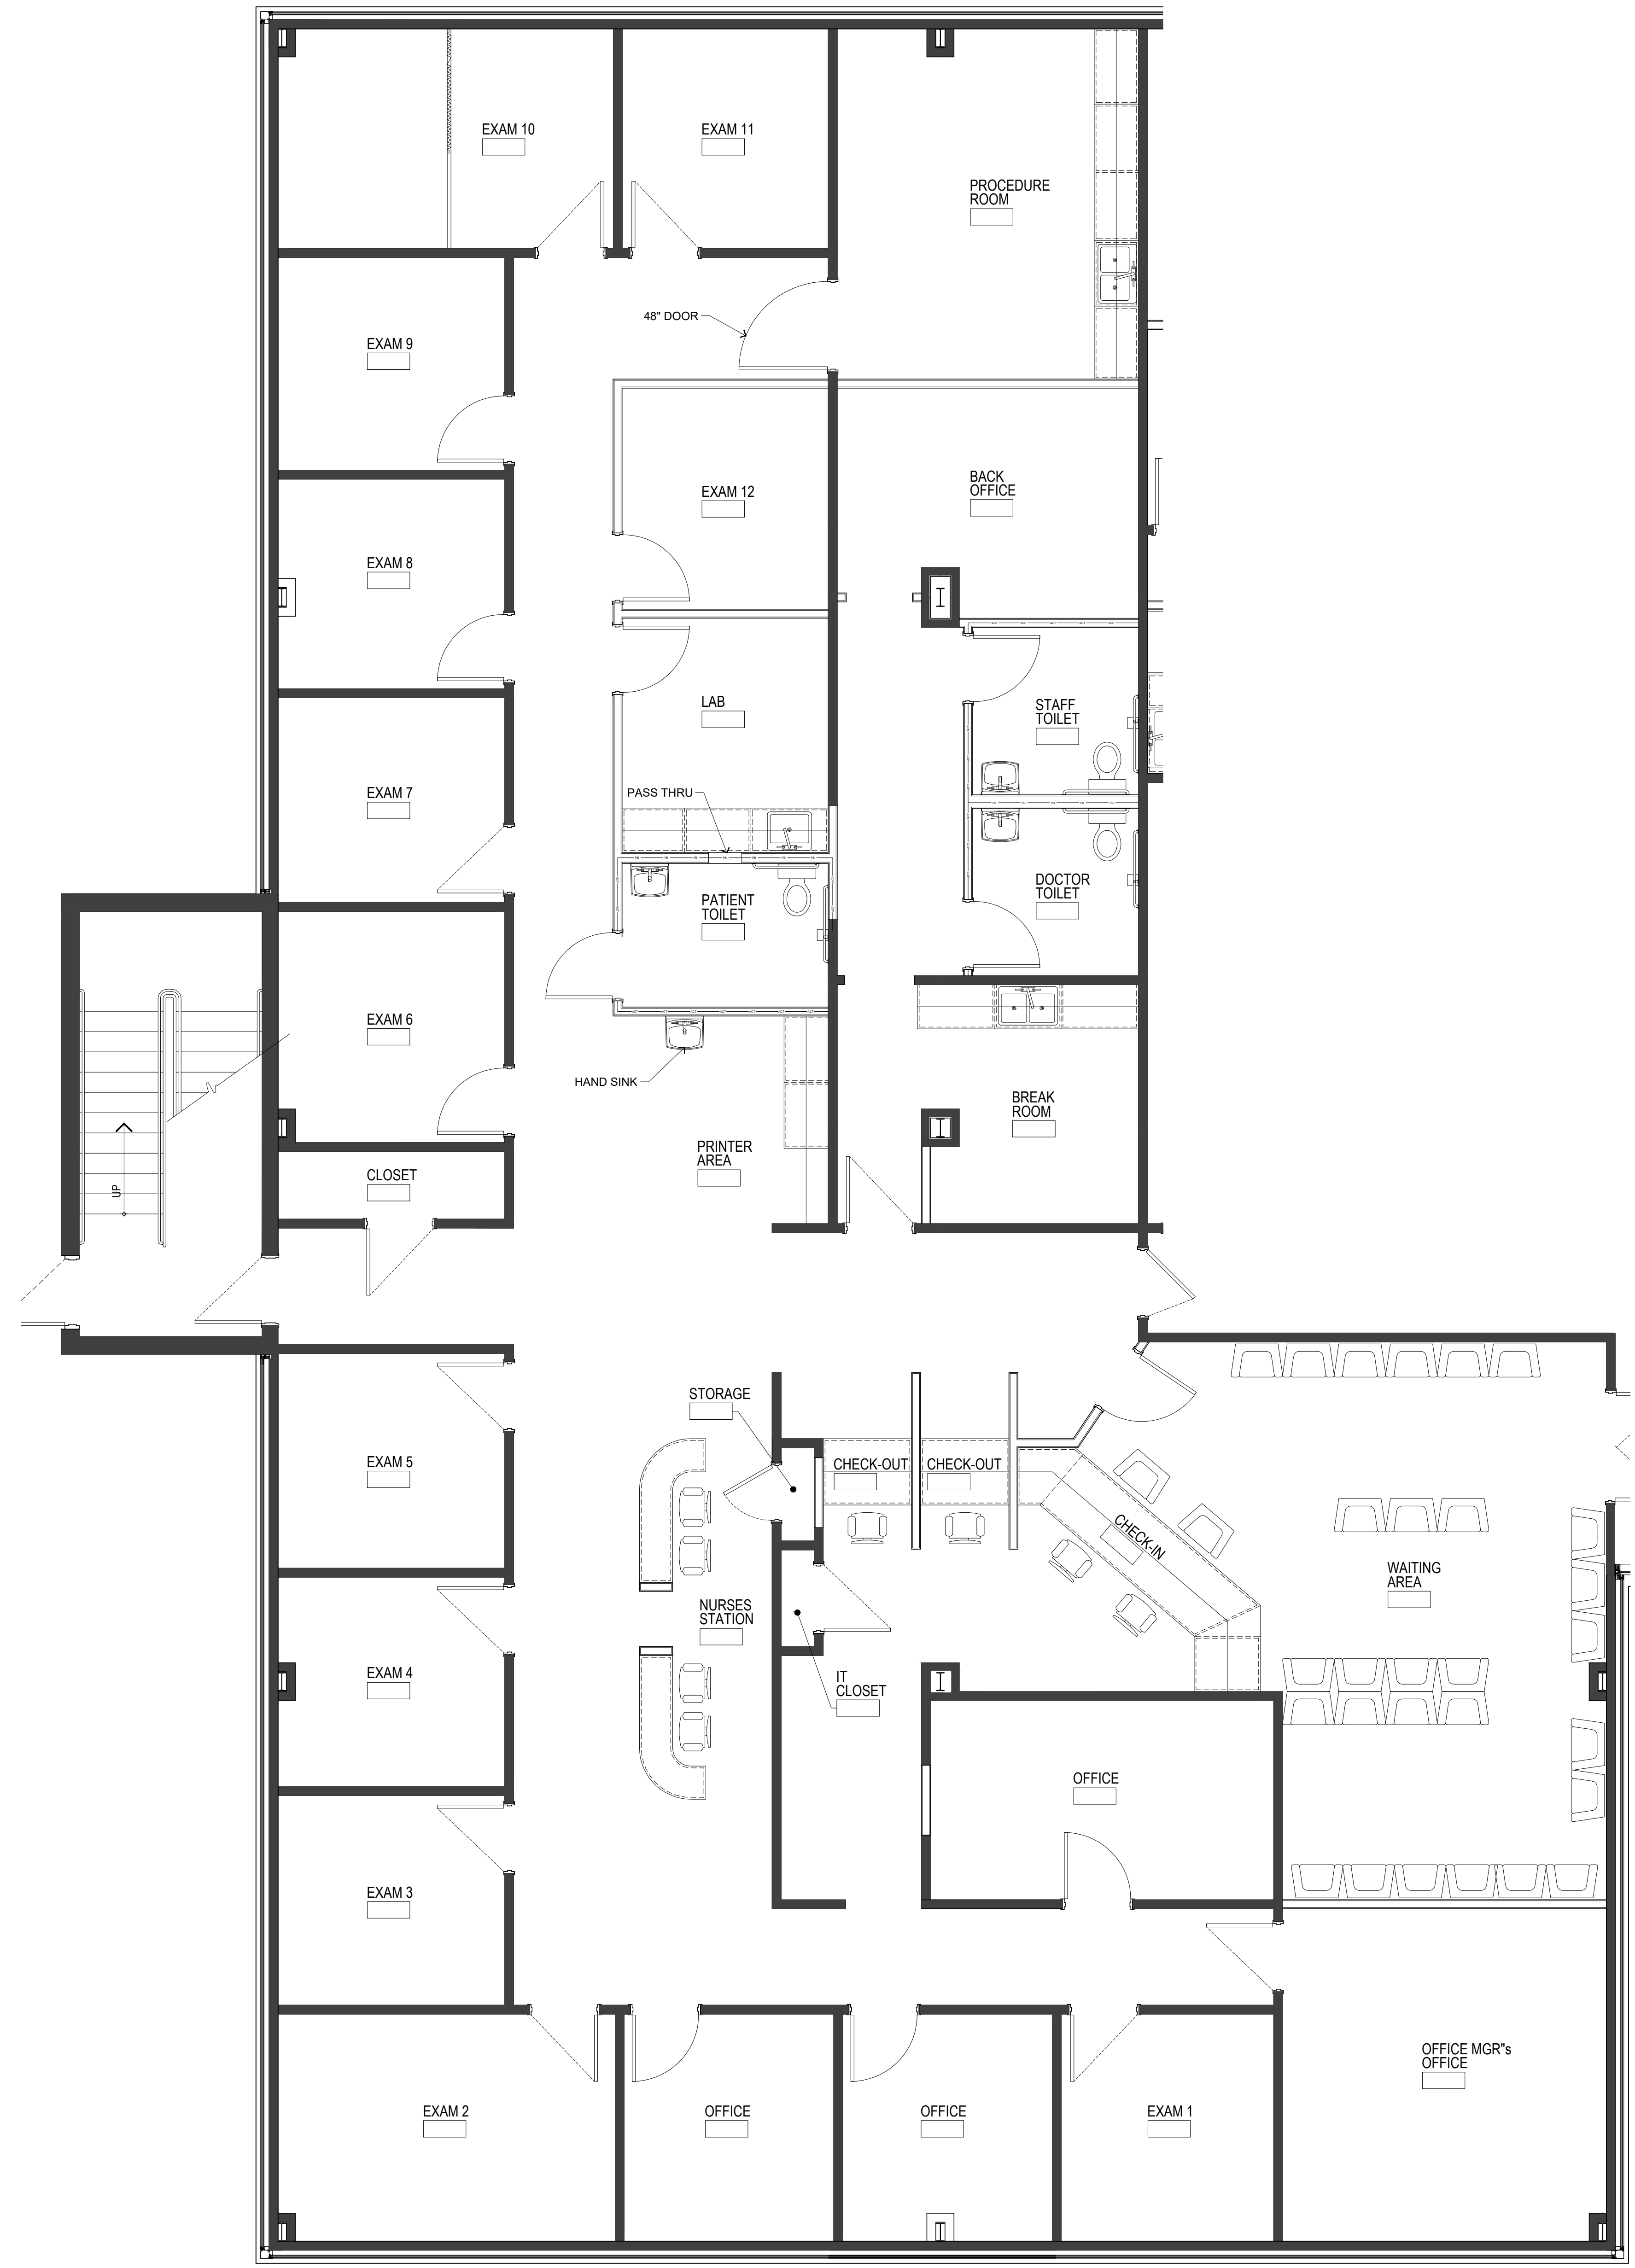 EXAM 10
EXAM 11
PROCEDURE
ROOM
48" DOOR
EXAM 9
EXAM 12
BACK
OFFICE
EXAM 8
LAB
STAFF
TOILET
PASS THRU
EXAM 7
PATIENT
TOILET
DOCTOR
TOILET
EXAM 6
HAND SINK
BREAK
ROOM
PRINTER
AREA
CLOSET
UP
STORAGE
EXAM 5
CHECK-OUT
CHECK-OUT
CHECK-IN
WAITING
AREA
NURSES
STATION
EXAM 4
IT
CLOSET
OFFICE
EXAM 3
OFFICE MGR"s
OFFICE
EXAM 2
OFFICE
OFFICE
EXAM 1